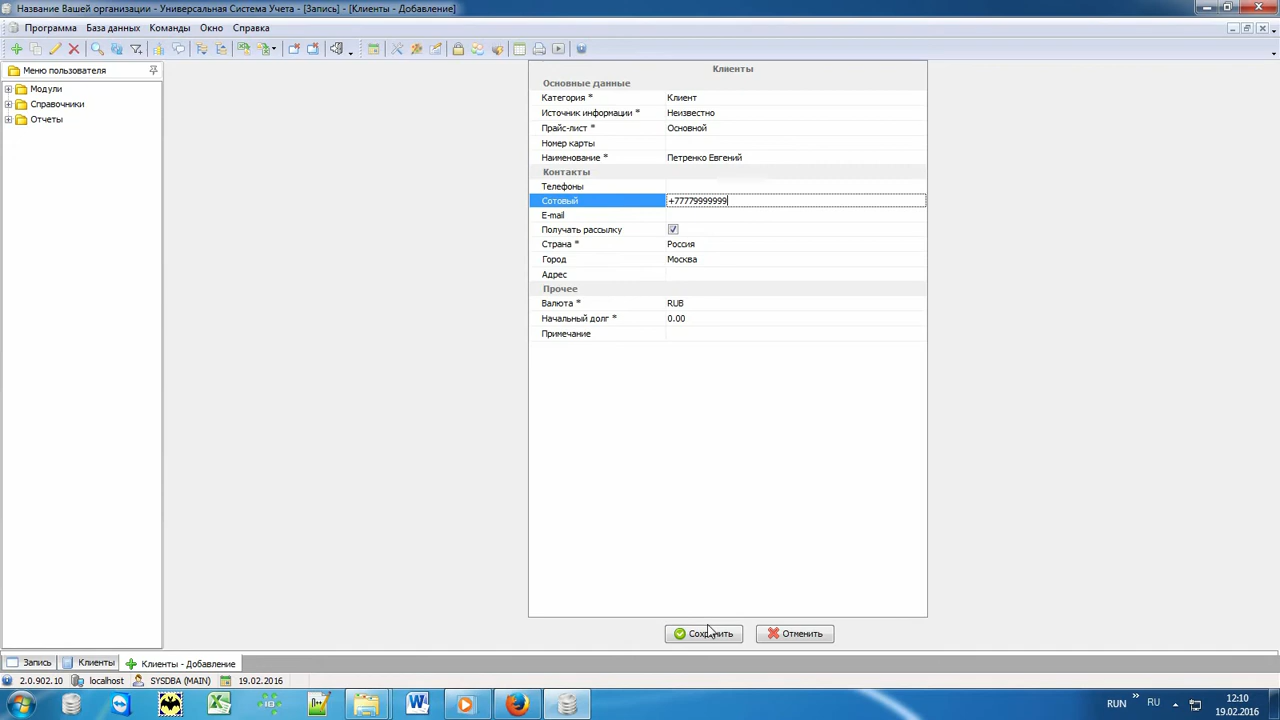 Название Вашей организации - Универсальная Система Учета - [Запись] - [Клиенты - Добавление]
Программа База данных Команды Окно Справка
Меню пользователя
Модули
Справочники
Отчеты
Клиенты
Основные данные
Категория * Клиент
Источник информации * Неизвестно
Прайс-лист * Основной
Номер карты
Наименование * Петренко Евгений
Контакты
Телефоны
Сотовый +77779999999
E-mail
Получать рассылку
Страна * Россия
Город Москва
Адрес
Прочее
Валюта * RUB
Начальный долг * 0.00
Примечание
Сохранить Отменить
Запись Клиенты Клиенты - Добавление
2.0.902.10 localhost SYSDBA (MAIN) 19.02.2016
RUN RU 12:10
19.02.2016